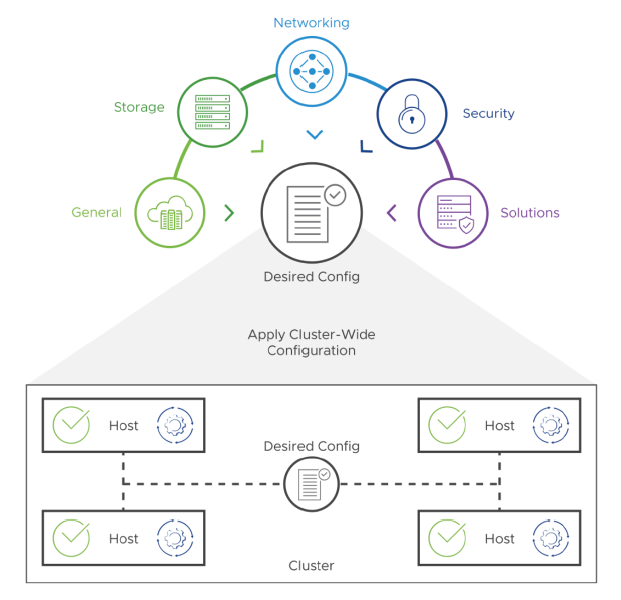 Networking
Storage
Security
General
Solutions
Desired Config
Apply Cluster-Wide
Configuration
Host
Host
Desired Config
Host
Host
Cluster